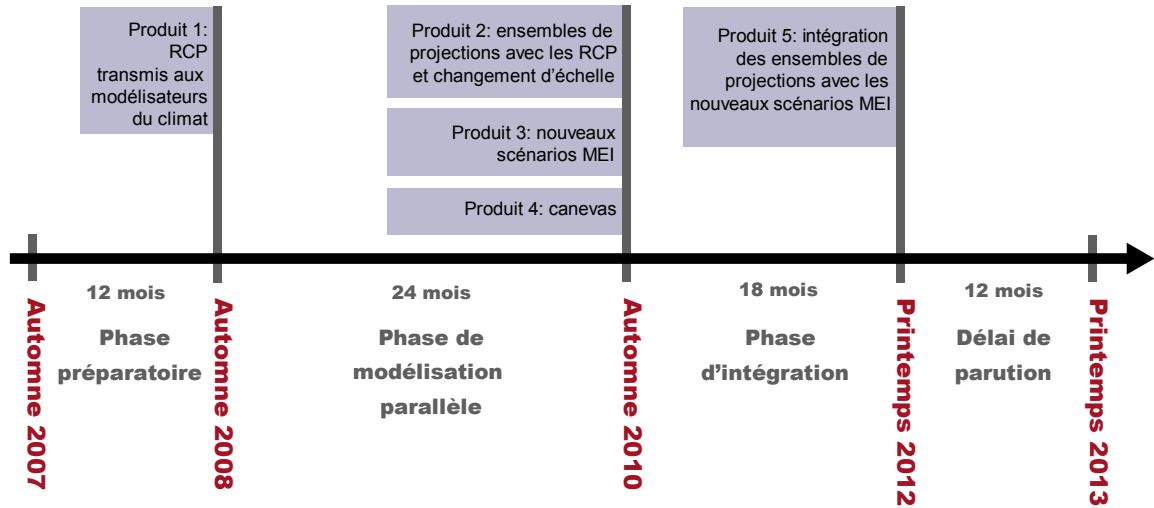 Produit 1:
RCP
transmis aux
modélisateurs
du climat
Produit 2: ensembles de
projections avec les RCP
et changement d'échelle
Produit 3: nouveaux
scénarios MEI
Produit 4: canevas
Produit 5: intégration
des ensembles de
projections avec les
nouveaux scénarios MEI
Automne 2007
12 mois
Phase
préparatoire
Automne 2008
24 mois
Phase de
modélisation
parallèle
Automne 2010
18 mois
Phase
d'intégration
Printemps 2012
12 mois
Délai de
parution
Printemps 2013